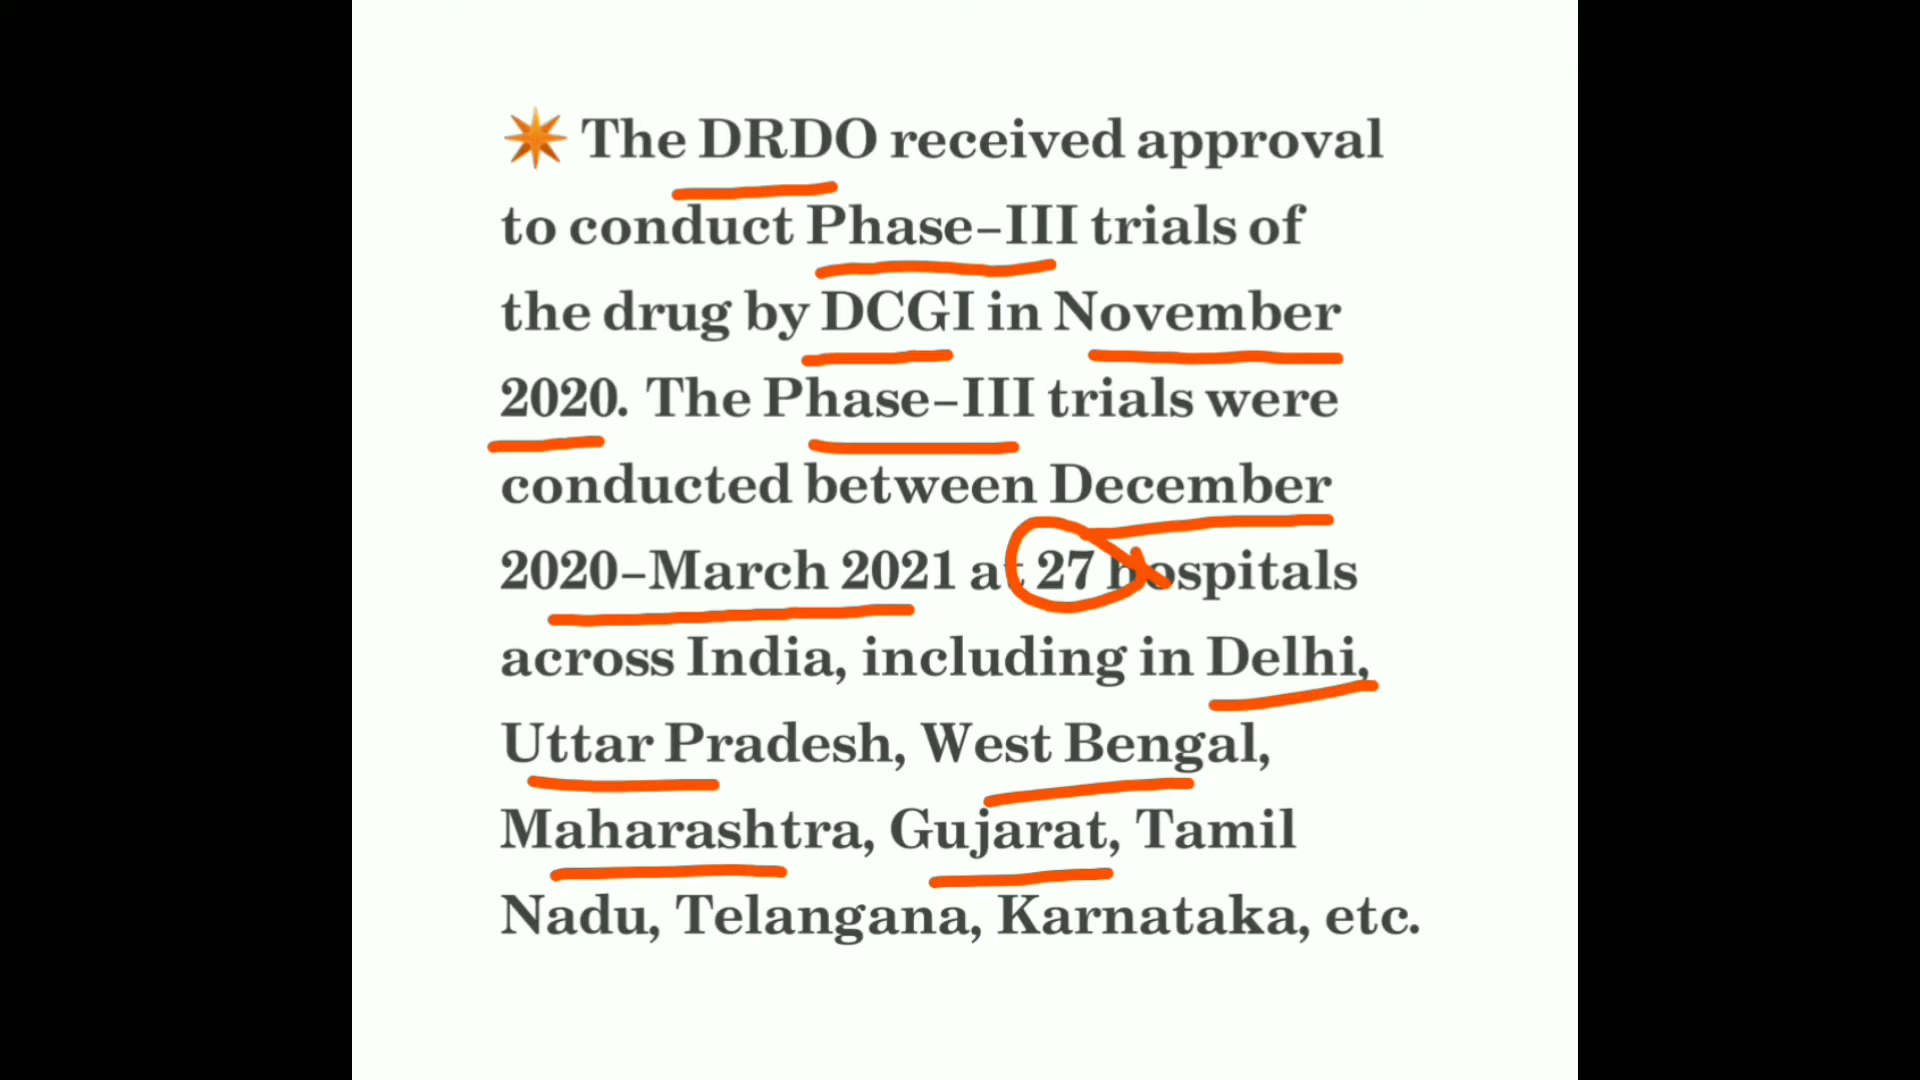 The DRDO received approval
to conduct Phase-III trials of
the drug by DCGI in November
2020. The Phase-III trials were
conducted between December
2020-March 2021 at 27 hospitals
across India, including in Delhi,
Uttar Pradesh, West Bengal,
Maharashtra, Gujarat, Tamil
Nadu, Telangana, Karnataka, etc.